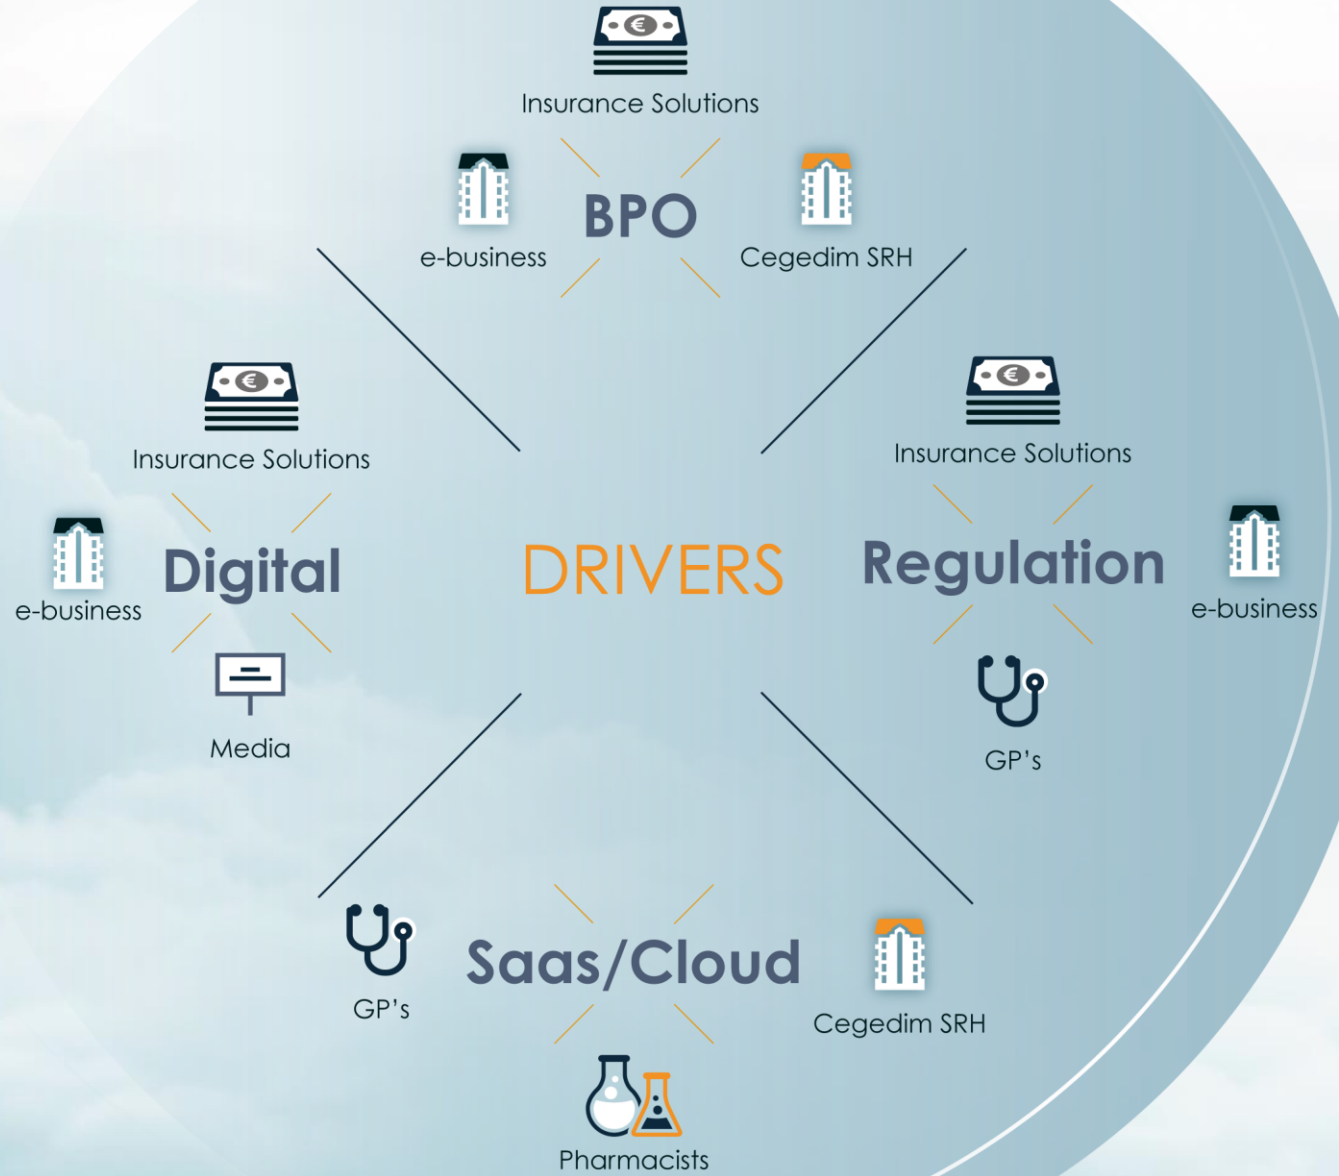 Insurance Solutions
e-business
BPO
Cegedim SRH
Insurance Solutions
e-business
Digital
Media
DRIVERS
Insurance Solutions
Regulation
e-business
GP's
GP's
Saas/Cloud
Cegedim SRH
Pharmacists